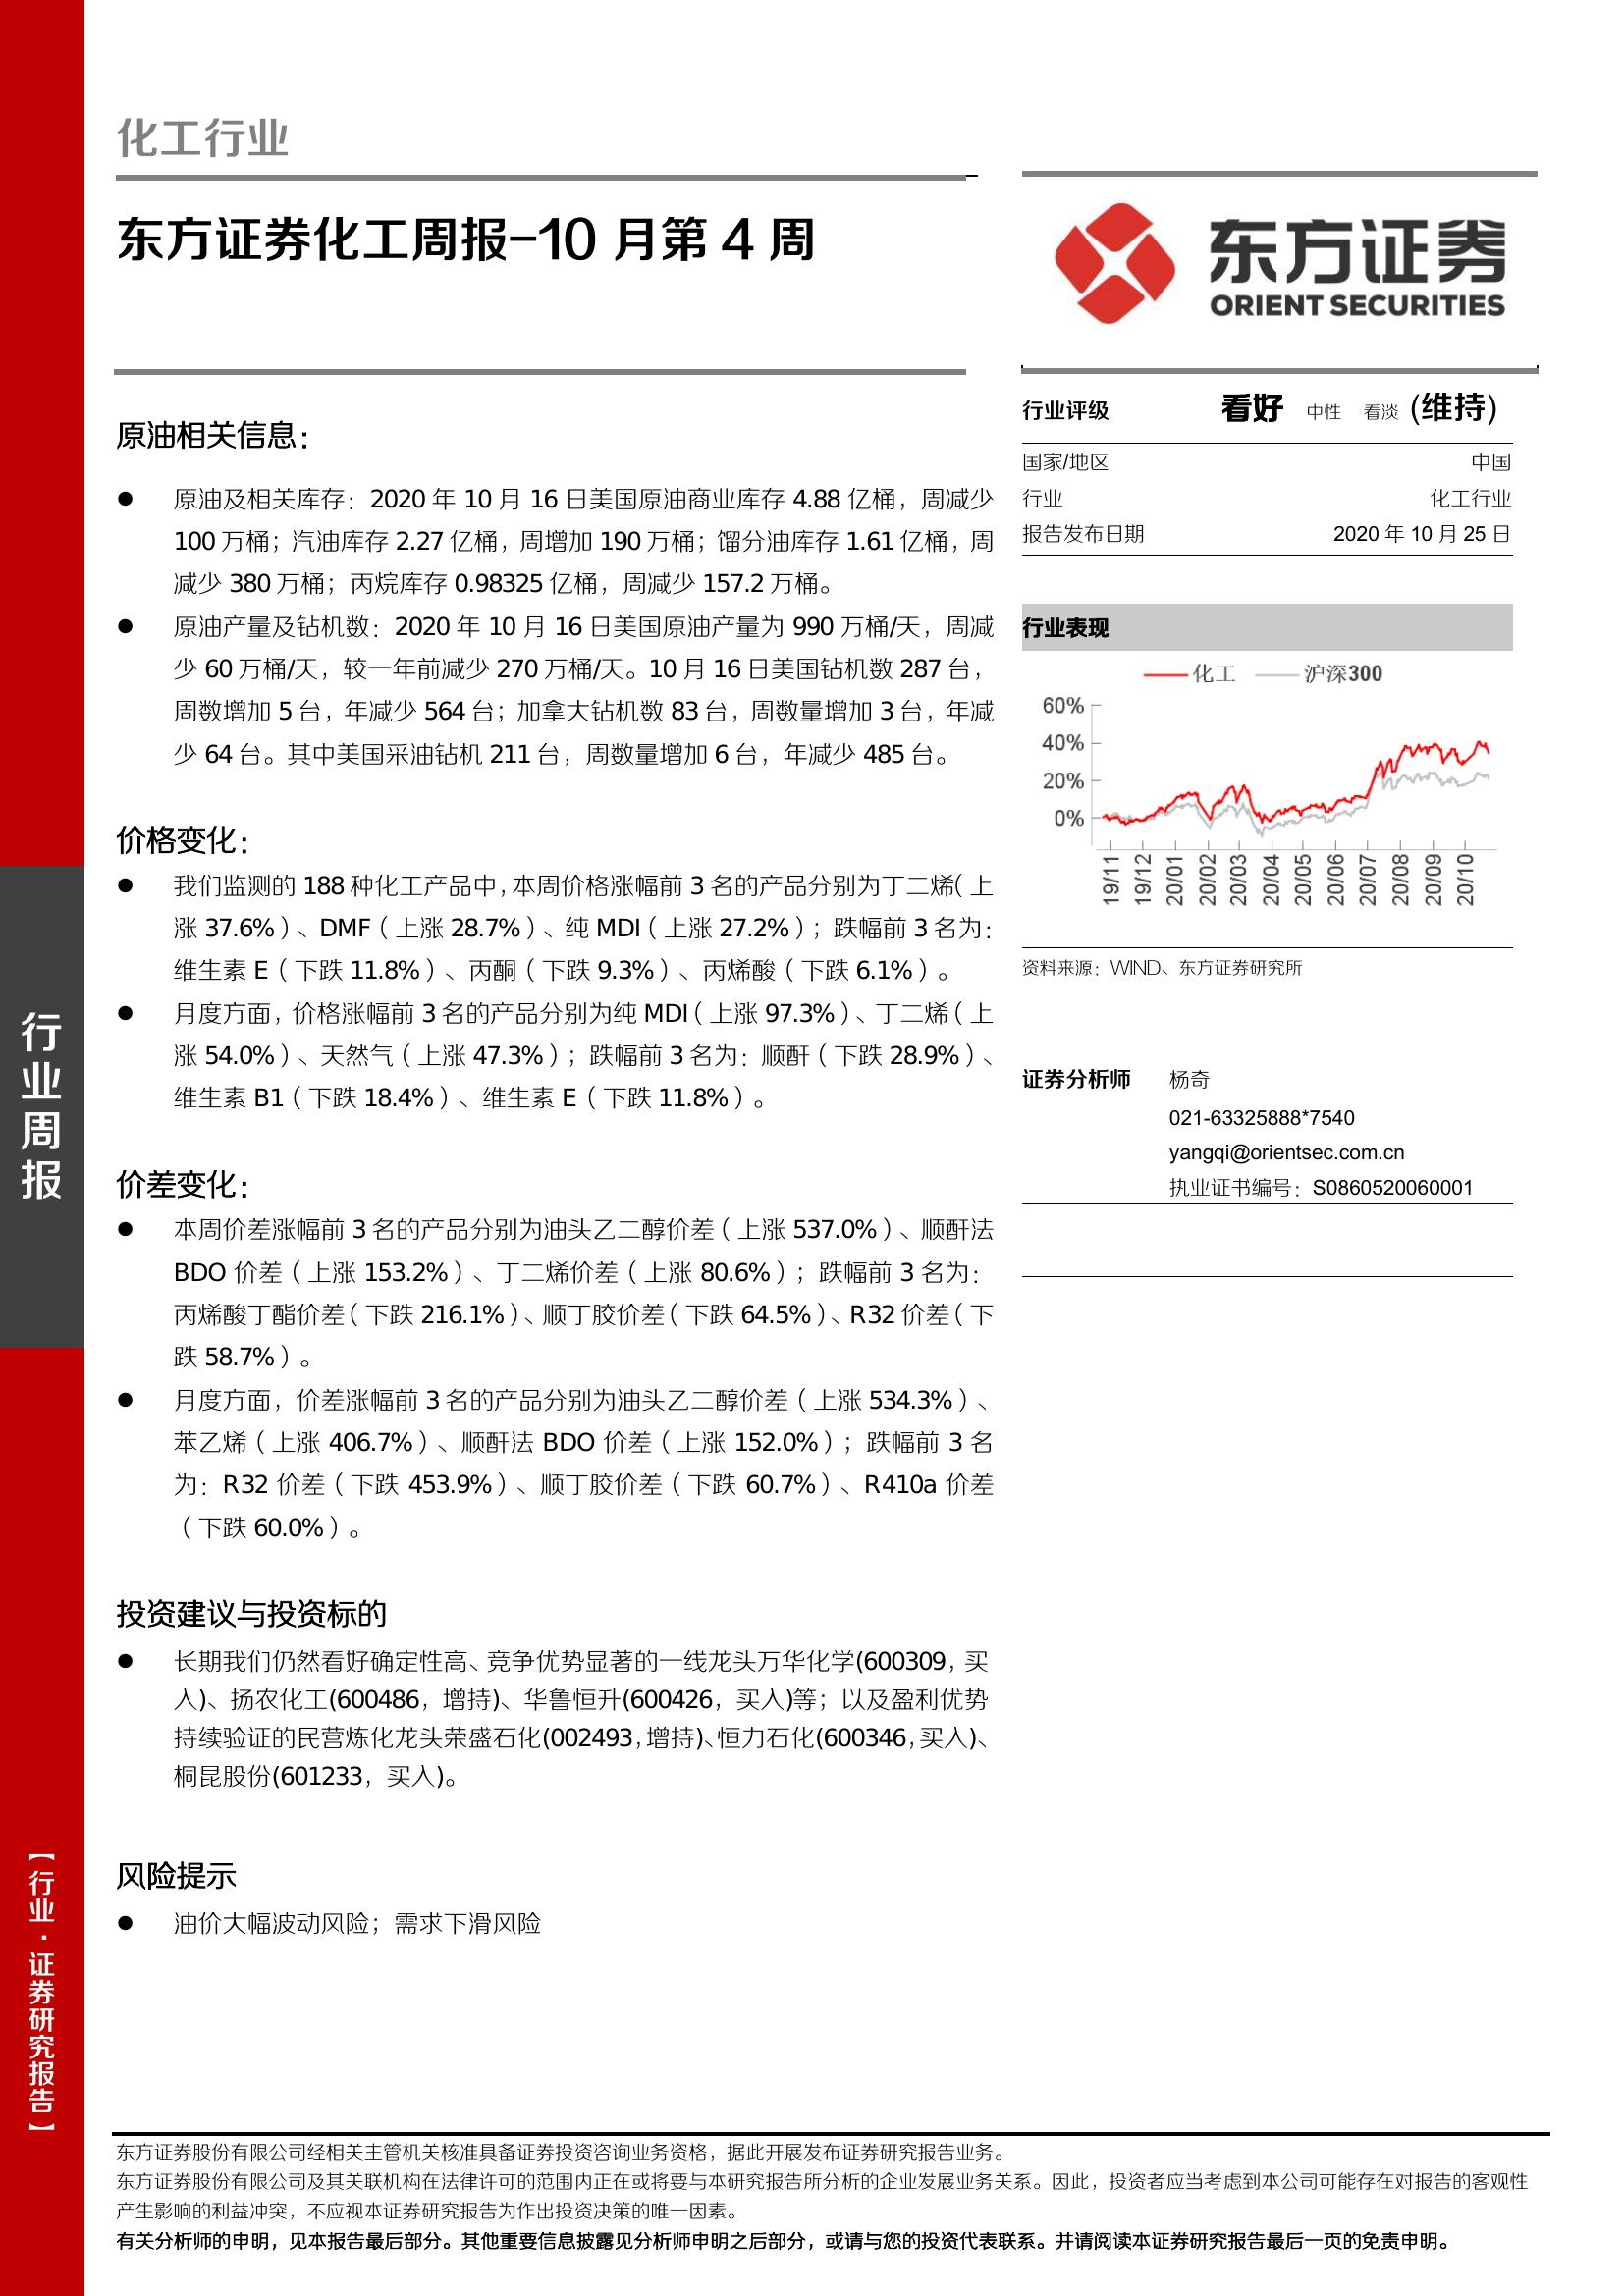 化工行业
东方证券化工周报-10 月第 4 周
原油相关信息：
● 原油及相关库存：2020 年 10 月 16 日美国原油商业库存 4.88 亿桶，周减少
100 万桶；汽油库存 2.27 亿桶，周增加 190 万桶；馏分油库存 1.61 亿桶，周
减少 380 万桶；丙烷库存 0.98325 亿桶，周减少 157.2 万桶。
● 原油产量及钻机数：2020 年 10 月 16 日美国原油产量为 990 万桶/天，周减
少 60 万桶/天，较一年前减少 270 万桶/天。10 月 16 日美国钻机数 287 台，
周数增加 5 台，年减少 564 台；加拿大钻机数 83 台，周数量增加 3 台，年减
少 64 台。其中美国采油钻机 211 台，周数量增加 6 台，年减少 485 台。
价格变化：
● 我们监测的 188 种化工产品中，本周价格涨幅前 3 名的产品分别为丁二烯（上
涨 37.6%）、DMF（上涨 28.7%）、纯 MDI（上涨 27.2%）；跌幅前 3 名为：
维生素 E（下跌 11.8%）、丙酮（下跌 9.3%）、丙烯酸（下跌 6.1%）。
● 月度方面，价格涨幅前 3 名的产品分别为纯 MDI（上涨 97.3%）、丁二烯（上
涨 54.0%）、天然气（上涨 47.3%）；跌幅前 3 名为：顺酐（下跌 28.9%）、
维生素 B1（下跌 18.4%）、维生素 E（下跌 11.8%）。
价差变化：
● 本周价差涨幅前 3 名的产品分别为油头乙二醇价差（上涨 537.0%）、顺酐法
BDO 价差（上涨 153.2%）、丁二烯价差（上涨 80.6%）；跌幅前 3 名为：
丙烯酸丁酯价差（下跌 216.1%）、顺丁胶价差（下跌 64.5%）、R32 价差（下
跌 58.7%）。
● 月度方面，价差涨幅前 3 名的产品分别为油头乙二醇价差（上涨 534.3%）、
苯乙烯（上涨 406.7%）、顺酐法 BDO 价差（上涨 152.0%）；跌幅前 3 名
为：R32 价差（下跌 453.9%）、顺丁胶价差（下跌 60.7%）、R410a 价差
（下跌 60.0%）。
投资建议与投资标的
● 长期我们仍然看好确定性高、竞争优势显著的一线龙头万华化学(600309，买
入)、扬农化工(600486，增持)、华鲁恒升(600426，买入)等；以及盈利优势
持续验证的民营炼化龙头荣盛石化(002493，增持)、恒力石化(600346，买入)、
桐昆股份(601233，买入)。
风险提示
● 油价大幅波动风险；需求下滑风险
东方证券
ORIENT SECURITIES
行业评级 看好 中性 看淡 (维持)
国家/地区 中国
行业 化工行业
报告发布日期 2020 年 10 月 25 日
行业表现
化工 沪深300
60%
40%
20%
0%
19/11 19/12 20/01 20/02 20/03 20/04 20/05 20/06 20/07 20/08 20/09 20/10
资料来源：WIND、东方证券研究所
证券分析师 杨奇
021-63325888*7540
yangqi@orientsec.com.cn
执业证书编号：S0860520060001
行业周报
【行业·证券研究报告】
东方证券股份有限公司经相关主管机关核准具备证券投资咨询业务资格，据此开展发布证券研究报告业务。
东方证券股份有限公司及其关联机构在法律许可的范围内正在或将要与本研究报告所分析的企业发展业务关系。因此，投资者应当考虑到本公司可能存在对报告的客观性
产生影响的利益冲突，不应视本证券研究报告为作出投资决策的唯一因素。
有关分析师的申明，见本报告最后部分。其他重要信息披露见分析师申明之后部分，或请与您的投资代表联系。并请阅读本证券研究报告最后一页的免责申明。